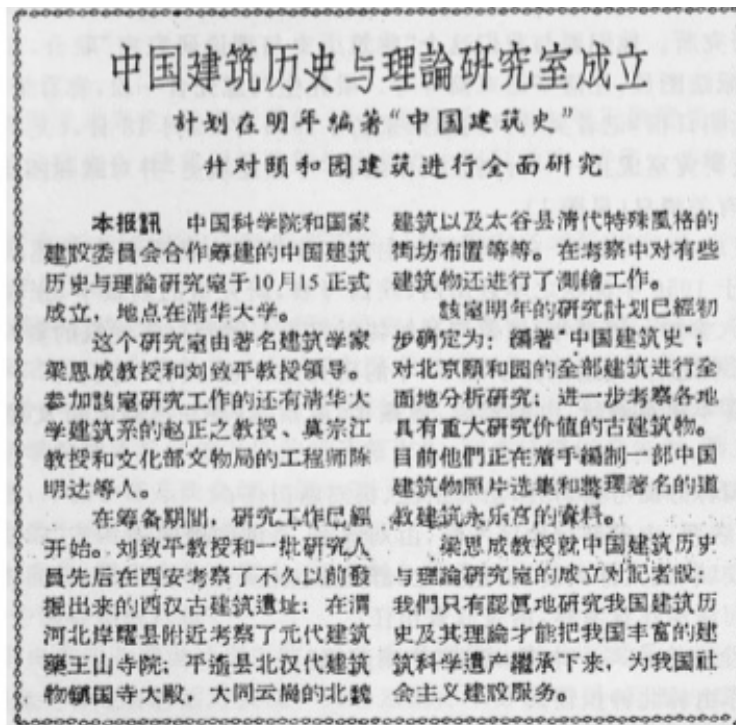 中国建筑历史与理論研究室成立
計划在明年編著“中国建筑史”
并对頤和园建筑进行全面研究
本报訊 中国科学院和国家
建設委員会合作筹建的中国建筑
历史与理論研究室于10月15正式
成立,地点在清华大学。
这个研究室由著名建筑学家
梁思成教授和刘致平教授領导。
参加該室研究工作的还有清华大
学建筑系的赵正之教授、莫宗江
教授和文化部文物局的工程师陈
明达等人。
在筹备期間,研究工作已經
开始。刘致平教授和一批研究人
員先后在西安考察了不久以前發
掘出来的西汉古建筑遺址;在渭
河北岸耀县附近考察了元代建筑
藥王山寺院;平遙县北汉代建筑
物鎮国寺大殿,大同云崗的北魏
建筑以及太谷县清代特殊風格的
街坊布置等等。在考察中对有些
建筑物还进行了測繪工作。
該室明年的研究計划已經初
步确定为:編著“中国建筑史”;
对北京頤和园的全部建筑进行全
面地分析研究;进一步考察各地
具有重大研究价值的古建筑物。
目前他們正在着手編制一部中国
建筑物照片选集和整理著名的道
教建筑永乐宫的資料。
梁思成教授就中国建筑历史
与理論研究室的成立对記者説:
我們只有認眞地研究我国建筑历
史及其理論才能把我国丰富的建
筑科学遺产繼承下来,为我国社
会主义建設服务。